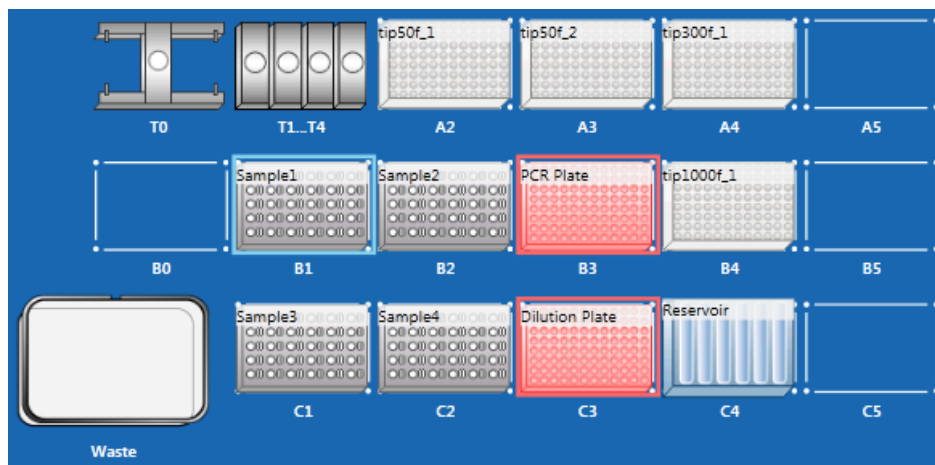 tip50f_1 tip50f_2 tip300f_1
T0 T1...T4 A2 A3 A4 A5
Sample1 Sample2 PCR Plate tip1000f_1
B0 B1 B2 B3 B4 B5
Sample3 Sample4 Dilution Plate Reservoir
C1 C2 C3 C4 C5
Waste